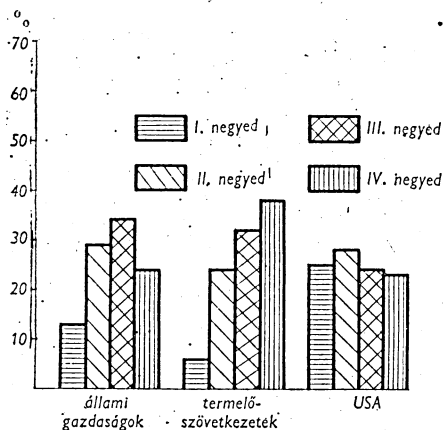 %
70
60
50
40
30
20
10
I. negyed
II. negyed
III. negyed
IV. negyed
állami
gazdaságok
termelő-
szövetkezetek
USA